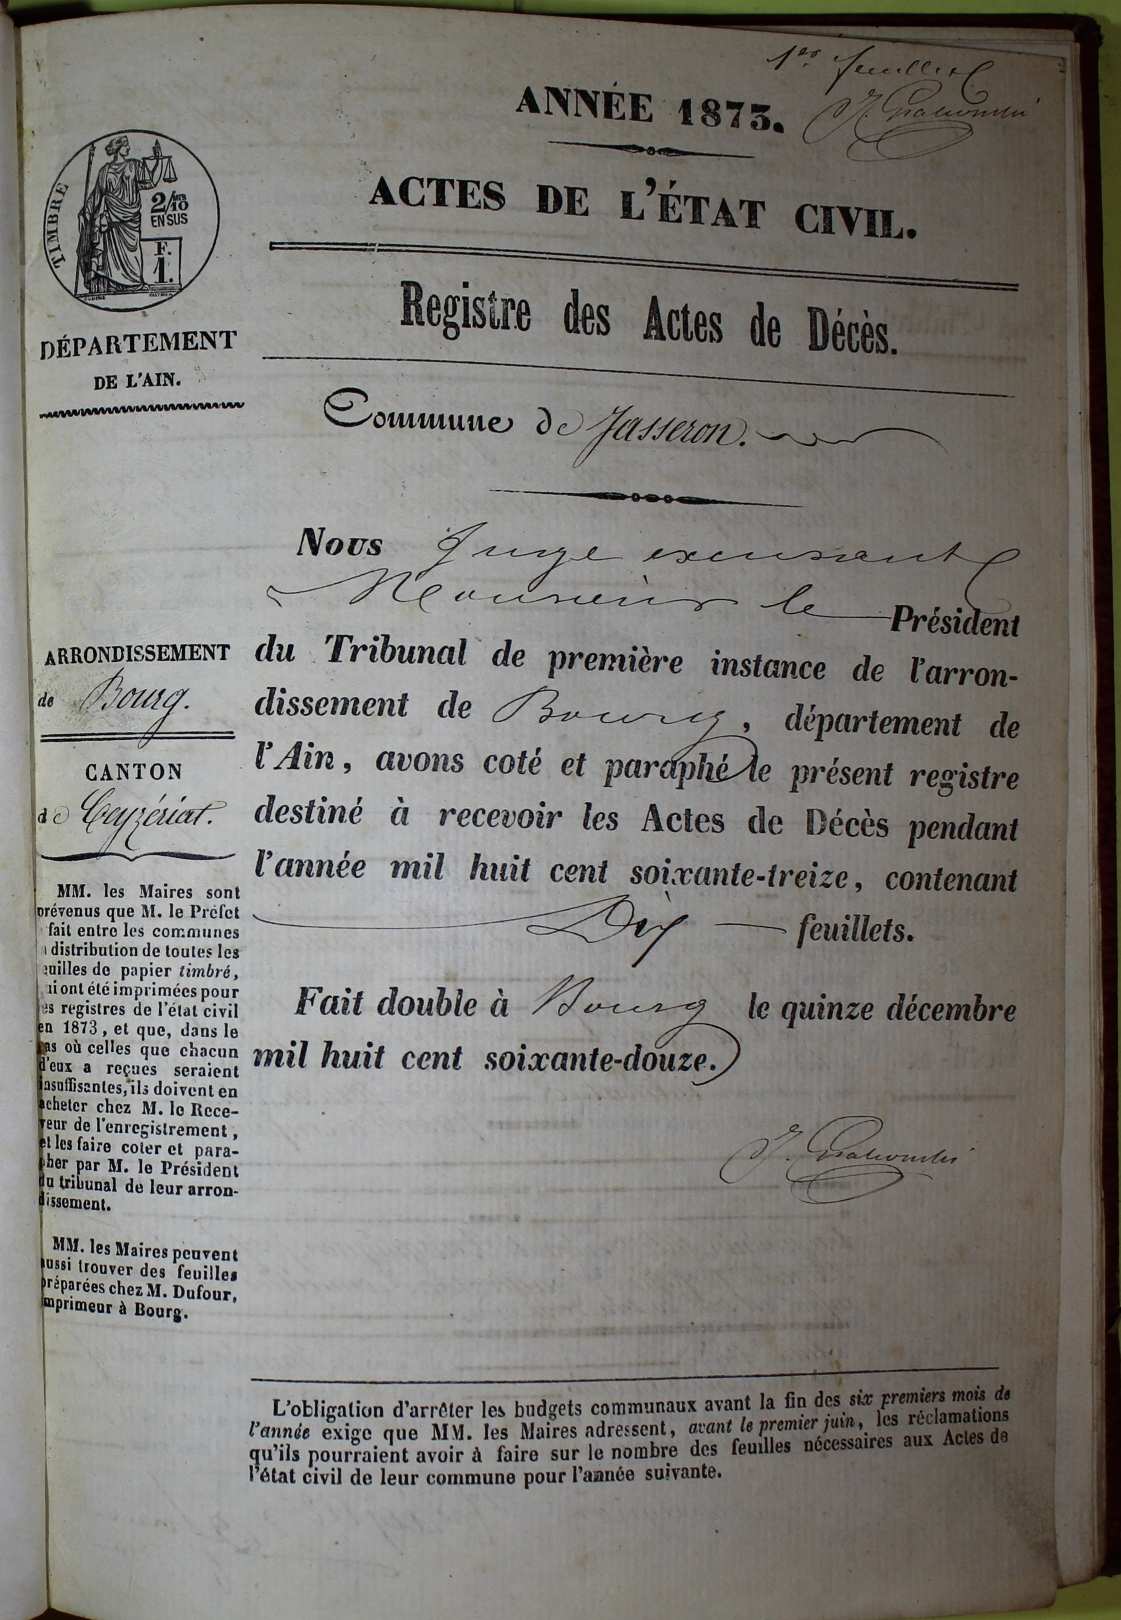 1er feuillet
ANNÉE 1873.
ACTES DE L'ÉTAT CIVIL.
Registre des Actes de Décès.
Commune de Jasseron.
TIMBRE
2/10
EN SUS
F.
1.
DÉPARTEMENT
DE L'AIN.
ARRONDISSEMENT
de Bourg.
CANTON
de Ceyzériat.
MM. les Maires sont
prévenus que M. le Préfet
fait entre les communes
distribution de toutes les
euilles de papier timbré,
ui ont été imprimées pour
es registres de l'état civil
en 1873, et que, dans le
cas où celles que chacun
d'eux a reçues seraient
insuffisantes, ils doivent en
acheter chez M. le Rece-
veur de l'enregistrement,
et les faire coter et para-
pher par M. le Président
du tribunal de leur arron-
dissement.
MM. les Maires peuvent
aussi trouver des feuilles
préparées chez M. Dufour,
imprimeur à Bourg.
Nous Juge excusant
Monsieur le Président
du Tribunal de première instance de l'arron-
dissement de Bourg, département de
l'Ain, avons coté et paraphé le présent registre
destiné à recevoir les Actes de Décès pendant
l'année mil huit cent soixante-treize, contenant
Dix feuillets.
Fait double à Bourg le quinze décembre
mil huit cent soixante-douze.
L'obligation d'arrêter les budgets communaux avant la fin des six premiers mois de
l'année exige que MM. les Maires adressent, avant le premier juin, les réclamations
qu'ils pourraient avoir à faire sur le nombre des feuilles nécessaires aux Actes de
l'état civil de leur commune pour l'année suivante.